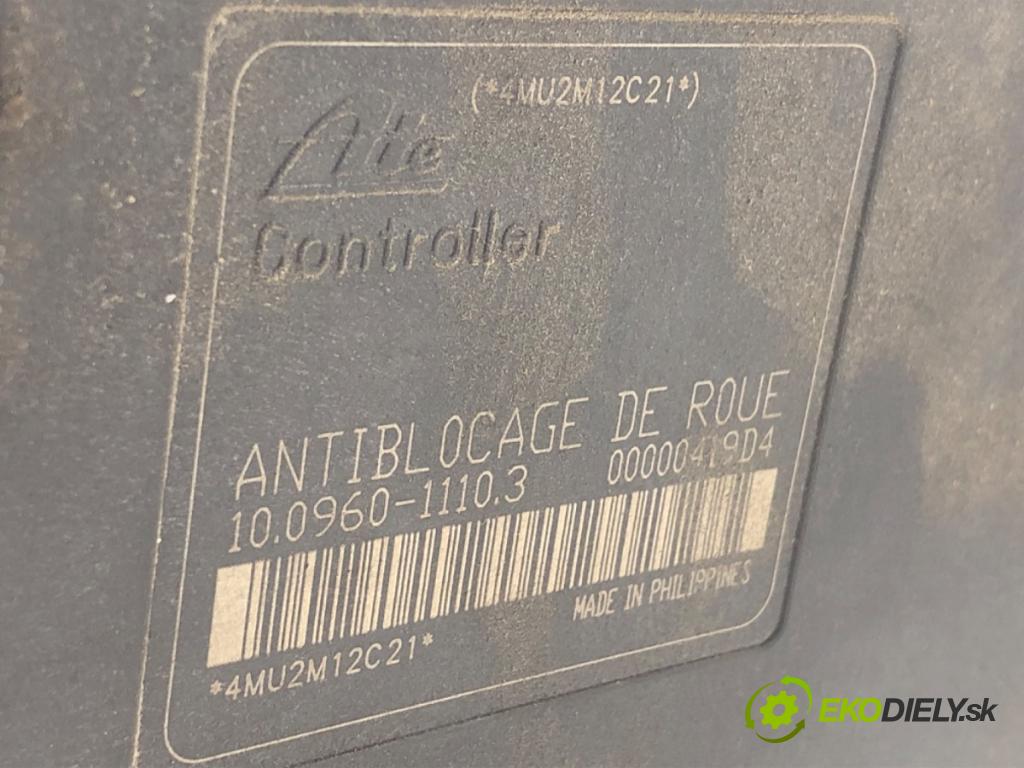 (*4MU2M12C21*)
Ate
Controller
ANTIBLOCAGE DE ROUE
10.0960-1110.3 00000419D4
MADE IN PHILIPPINES
*4MU2M12C21*
EKODIELY.sk